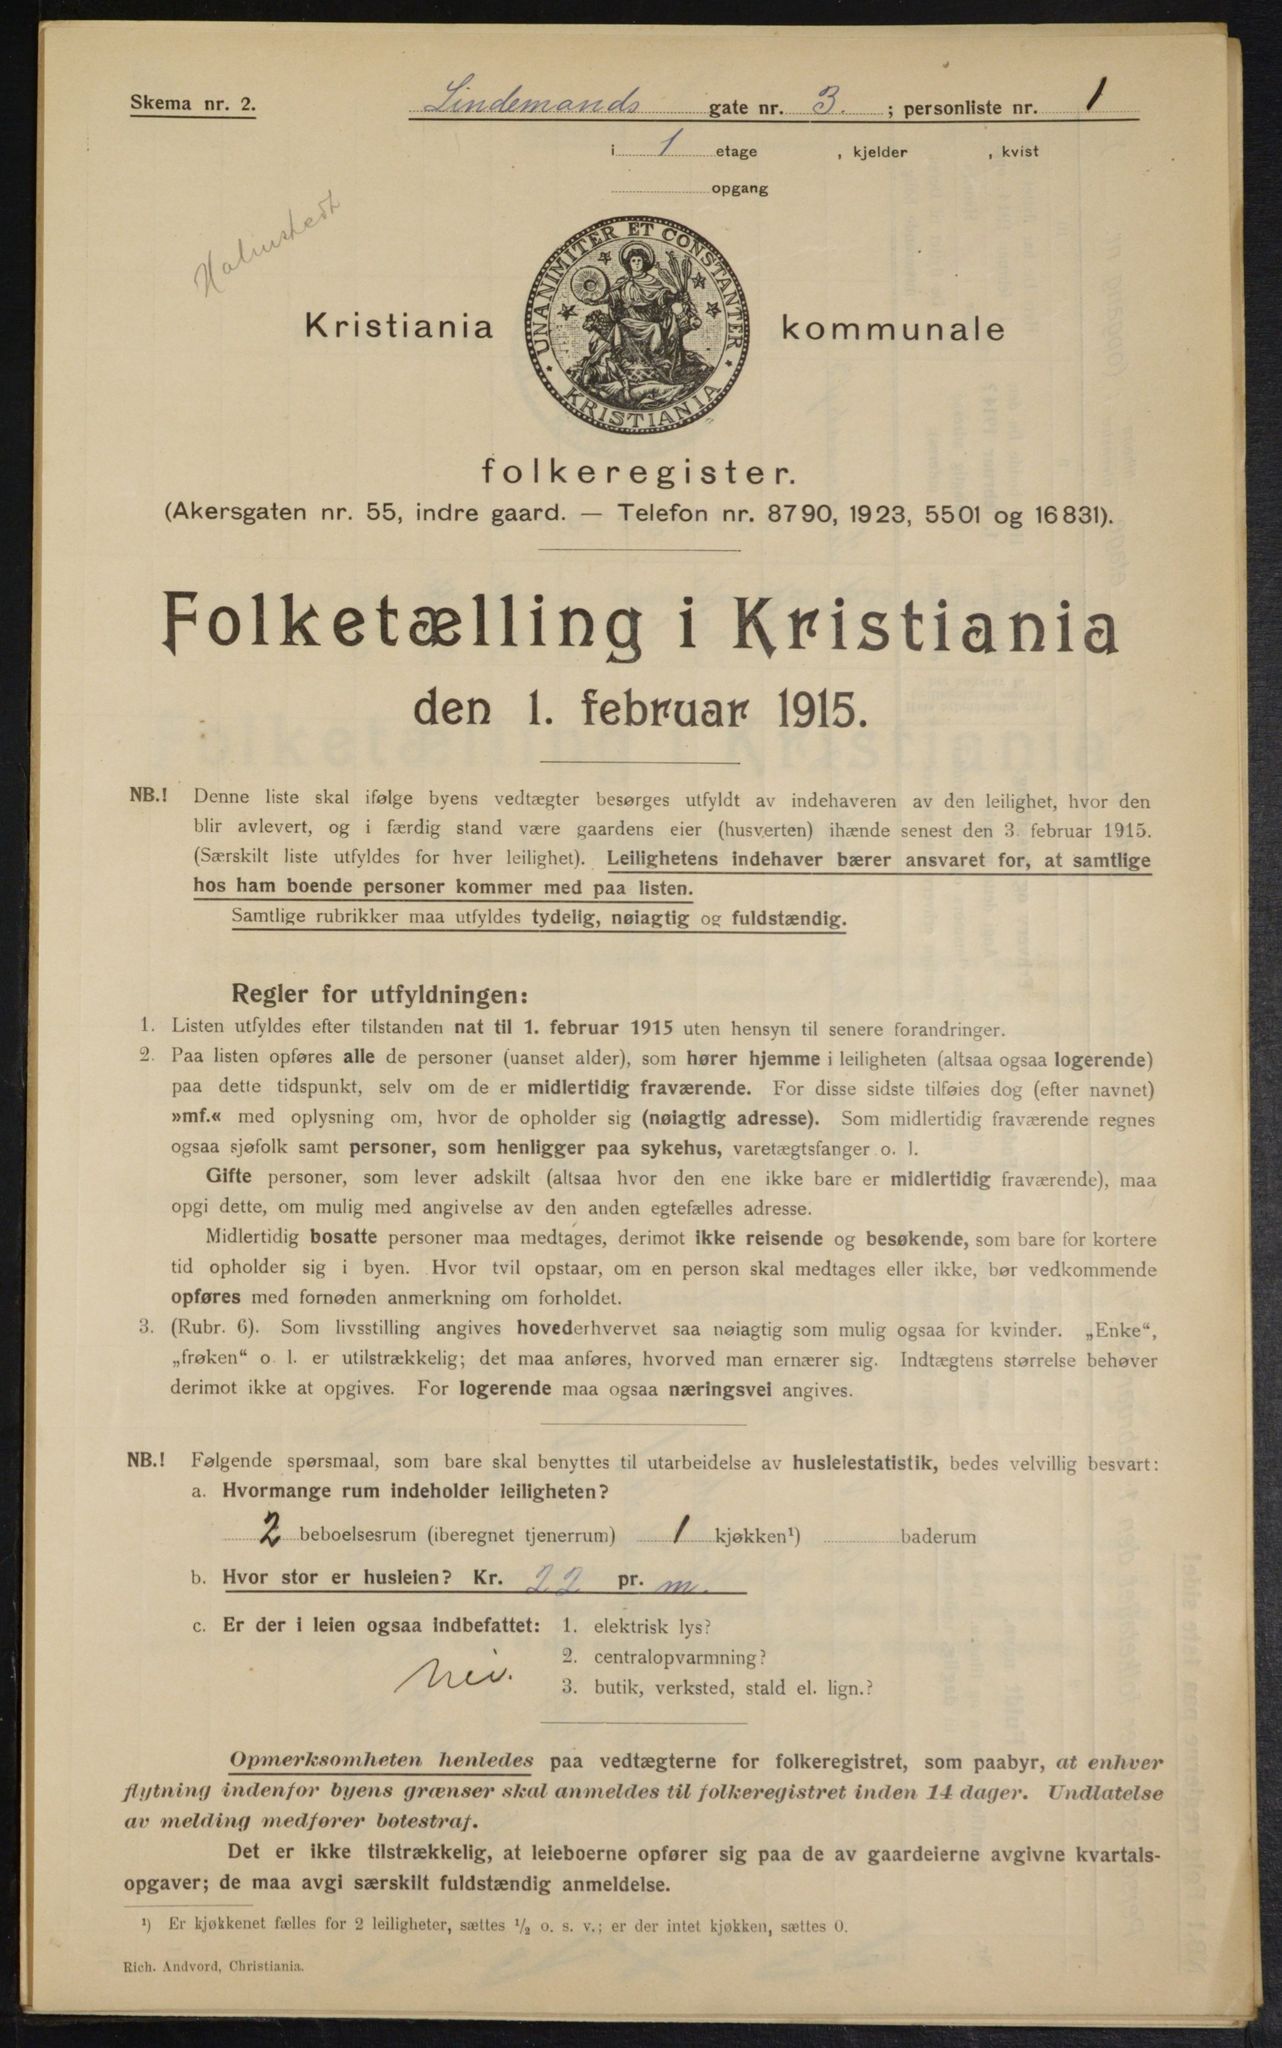 Skema nr. 2.
Lindemands gate nr. 3. ; personliste nr. 1
i 1 etage , kjelder , kvist
opgang
Holmstedt
UNANIMITER ET CONSTANTER
KRISTIANIA
Kristiania kommunale
folkeregister.
(Akersgaten nr. 55, indre gaard. — Telefon nr. 8790, 1923, 5501 og 16831).
Folketælling i Kristiania
den 1. februar 1915.
NB.! Denne liste skal ifølge byens vedtægter besørges utfyldt av indehaveren av den leilighet, hvor den
blir avlevert, og i færdig stand være gaardens eier (husverten) ihænde senest den 3. februar 1915.
(Særskilt liste utfyldes for hver leilighet). Leilighetens indehaver bærer ansvaret for, at samtlige
hos ham boende personer kommer med paa listen.
Samtlige rubrikker maa utfyldes tydelig, nøiagtig og fuldstændig.
Regler for utfyldningen:
1. Listen utfyldes efter tilstanden nat til 1. februar 1915 uten hensyn til senere forandringer.
2. Paa listen opføres alle de personer (uanset alder), som hører hjemme i leiligheten (altsaa ogsaa logerende)
paa dette tidspunkt, selv om de er midlertidig fraværende. For disse sidste tilføies dog (efter navnet)
»mf.« med oplysning om, hvor de opholder sig (nøiagtig adresse). Som midlertidig fraværende regnes
ogsaa sjøfolk samt personer, som henligger paa sykehus, varetægtsfanger o. l.
Gifte personer, som lever adskilt (altsaa hvor den ene ikke bare er midlertidig fraværende), maa
opgi dette, om mulig med angivelse av den anden egtefælles adresse.
Midlertidig bosatte personer maa medtages, derimot ikke reisende og besøkende, som bare for kortere
tid opholder sig i byen. Hvor tvil opstaar, om en person skal medtages eller ikke, bør vedkommende
opføres med fornøden anmerkning om forholdet.
3. (Rubr. 6). Som livsstilling angives hovederhvervet saa nøiagtig som mulig ogsaa for kvinder. „Enke“,
„frøken“ o. l. er utilstrækkelig; det maa anføres, hvorved man ernærer sig. Indtægtens størrelse behøver
derimot ikke at opgives. For logerende maa ogsaa næringsvei angives.
NB.! Følgende spørsmaal, som bare skal benyttes til utarbeidelse av husleiestatistik, bedes velvillig besvart:
a. Hvormange rum indeholder leiligheten?
2 beboelsesrum (iberegnet tjenerrum) 1 kjøkken¹) baderum
b. Hvor stor er husleien? Kr. 22 pr. m.
c. Er der i leien ogsaa indbefattet: 1. elektrisk lys?
2. centralopvarmning?
nei. 3. butik, verksted, stald el. lign.?
Opmerksomheten henledes paa vedtægterne for folkeregistret, som paabyr, at enhver
flytning indenfor byens grænser skal anmeldes til folkeregistret inden 14 dager. Undlatelse
av melding medfører bøtestraf.
Det er ikke tilstrækkelig, at leieboerne opfører sig paa de av gaardeierne avgivne kvartals-
opgaver; de maa avgi særskilt fuldstændig anmeldelse.
¹) Er kjøkkenet fælles for 2 leiligheter, sættes ½ o. s. v.; er der intet kjøkken, sættes 0.
Rich. Andvord, Christiania.